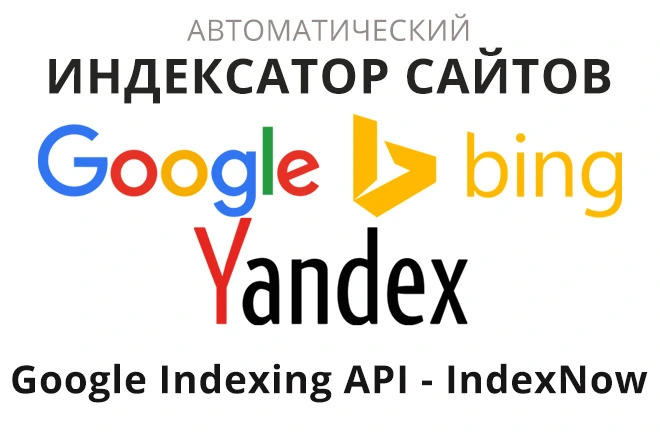 АВТОМАТИЧЕСКИЙ
ИНДЕКСАТОР САЙТОВ
Google bing
Yandex
Google Indexing API - IndexNow